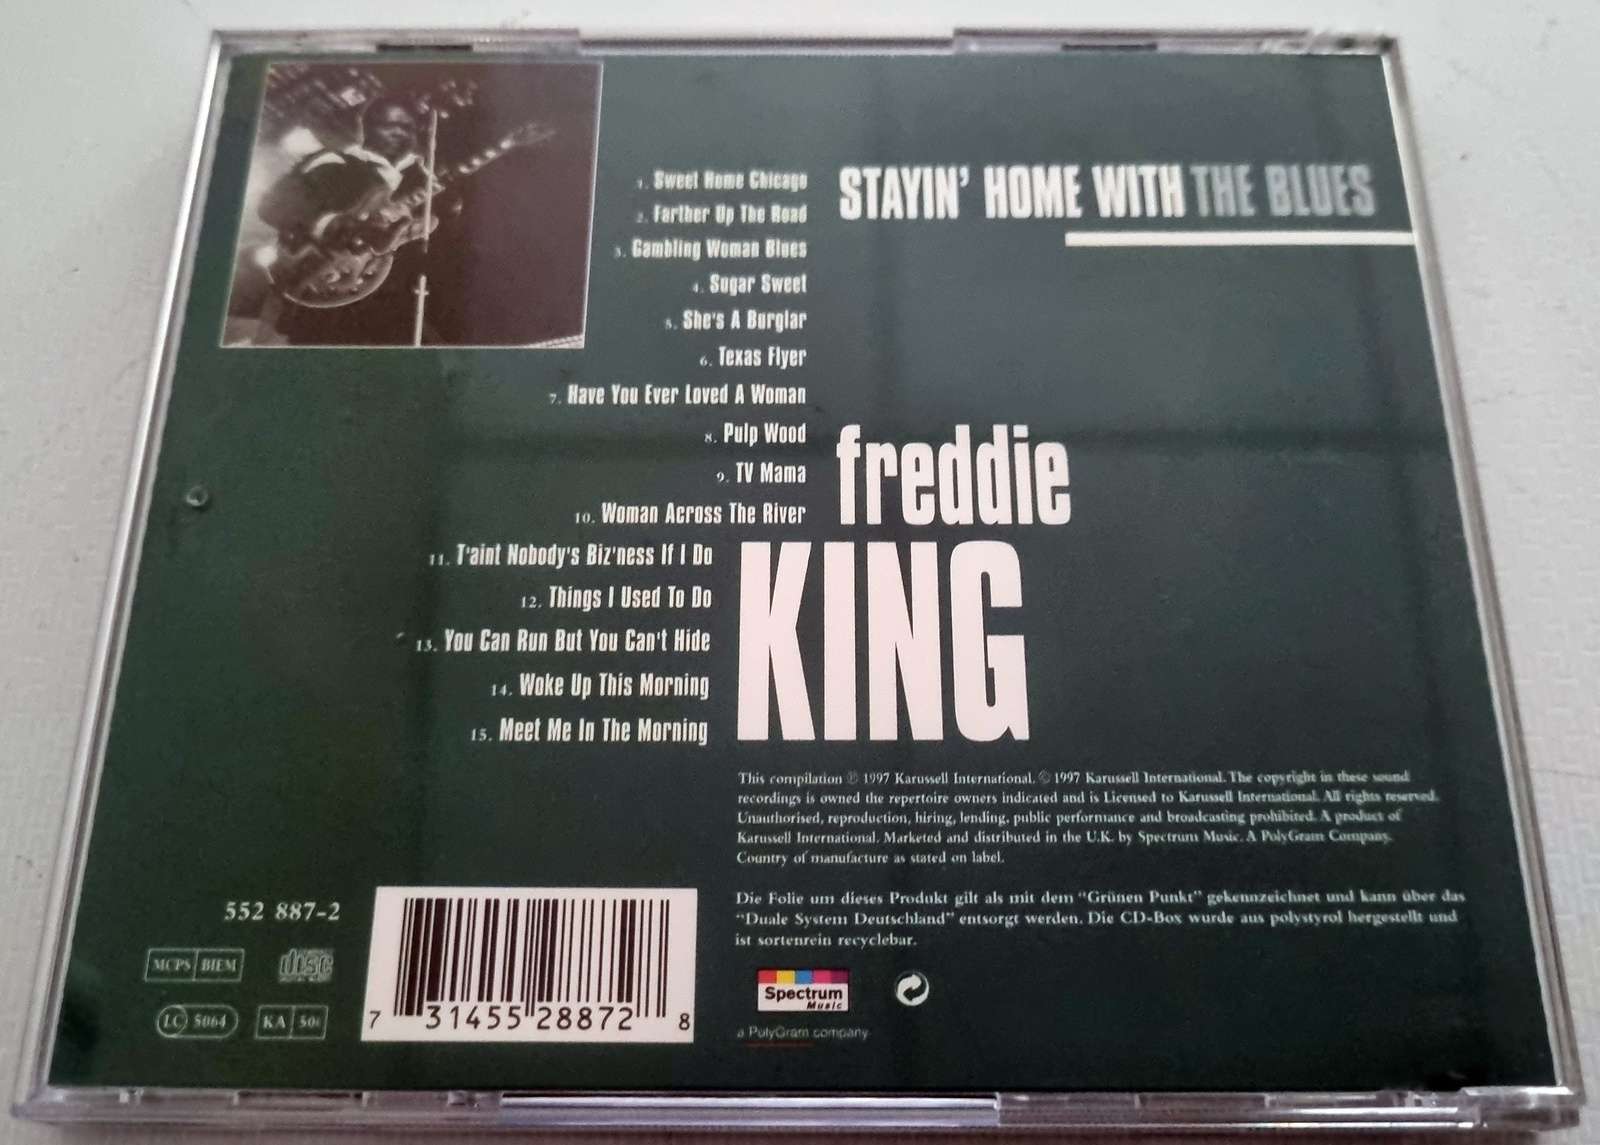 STAYIN' HOME WITH THE BLUES
1. Sweet Home Chicago
2. Farther Up The Road
3. Gambling Woman Blues
4. Sugar Sweet
5. She's A Burglar
6. Texas Flyer
7. Have You Ever Loved A Woman
8. Pulp Wood
9. TV Mama
10. Woman Across The River
11. T'aint Nobody's Biz'ness If I Do
12. Things I Used To Do
13. You Can Run But You Can't Hide
14. Woke Up This Morning
15. Meet Me In The Morning
freddie
KING
This compilation ℗ 1997 Karussell International. © 1997 Karussell International. The copyright in these sound
recordings is owned the repertoire owners indicated and is Licensed to Karussell International. All rights reserved.
Unauthorised, reproduction, hiring, lending, public performance and broadcasting prohibited. A product of
Karussell International. Marketed and distributed in the U.K. by Spectrum Music. A PolyGram Company.
Country of manufacture as stated on label.
Die Folie um dieses Produkt gilt als mit dem "Grünen Punkt" gekennzeichnet und kann über das
"Duale System Deutschland" entsorgt werden. Die CD-Box wurde aus polystyrol hergestellt und
ist sortenrein recyclebar.
552 887-2
MCPS BIEM
disc
LC 5064
KA
7 31455 28872 8
Spectrum
Music
a PolyGram company